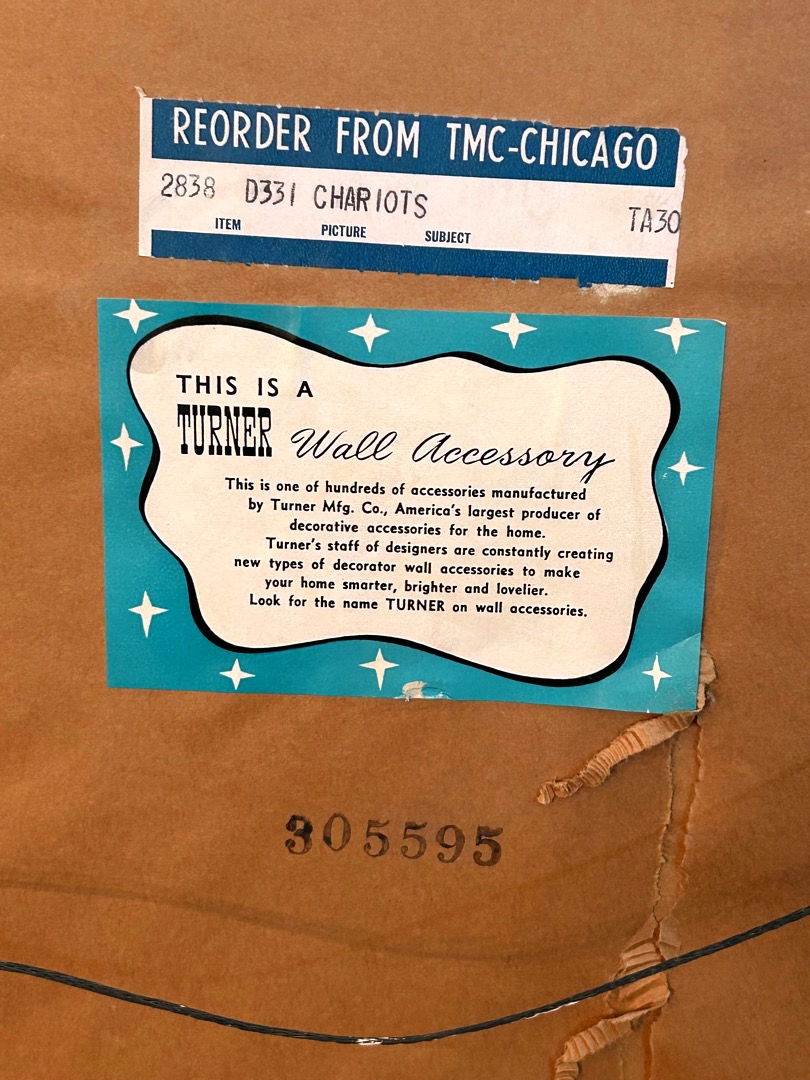 REORDER FROM TMC-CHICAGO
2838 D331 CHARIOTS TA30
ITEM PICTURE SUBJECT
THIS IS A
TURNER Wall Accessory
This is one of hundreds of accessories manufactured
by Turner Mfg. Co., America's largest producer of
decorative accessories for the home.
Turner's staff of designers are constantly creating
new types of decorator wall accessories to make
your home smarter, brighter and lovelier.
Look for the name TURNER on wall accessories.
305595